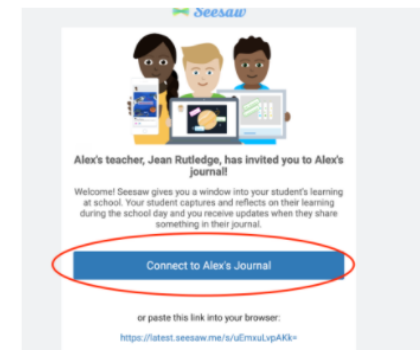 Seesaw
Alex's teacher, Jean Rutledge, has invited you to Alex's
journal!
Welcome! Seesaw gives you a window into your student's learning
at school. Your student captures and reflects on their learning
during the school day and you receive updates when they share
something in their journal.
Connect to Alex's Journal
or paste this link into your browser:
https://latest.seesaw.me/s/uEmxuLvpAKk=